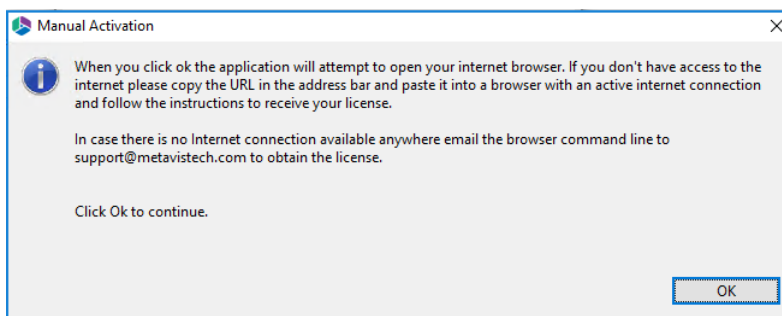 Manual Activation
When you click ok the application will attempt to open your internet browser. If you don't have access to the
internet please copy the URL in the address bar and paste it into a browser with an active internet connection
and follow the instructions to receive your license.
In case there is no Internet connection available anywhere email the browser command line to
support@metavistech.com to obtain the license.
Click Ok to continue.
OK